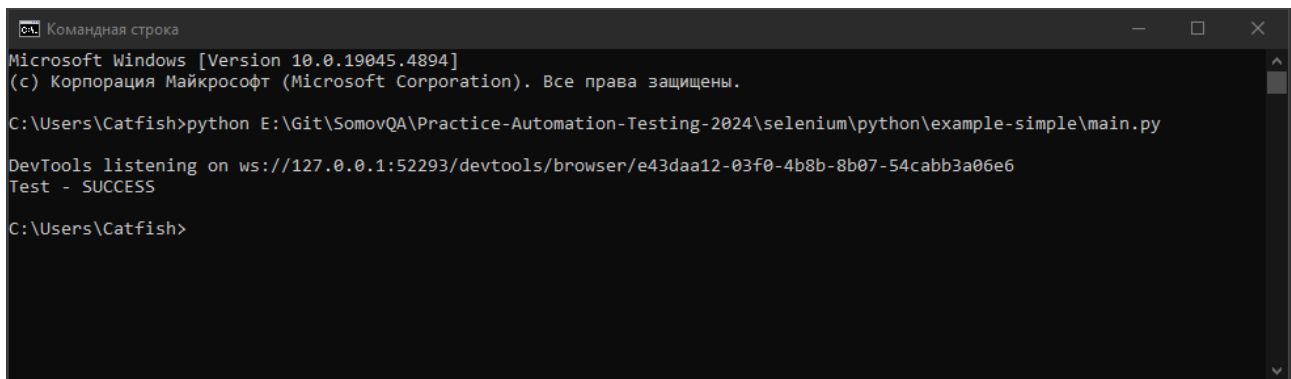 Командная строка
Microsoft Windows [Version 10.0.19045.4894]
(c) Корпорация Майкрософт (Microsoft Corporation). Все права защищены.
C:\Users\Catfish>python E:\Git\SomovQA\Practice-Automation-Testing-2024\selenium\python\example-simple\main.py
DevTools listening on ws://127.0.0.1:52293/devtools/browser/e43daa12-03f0-4b8b-8b07-54cabb3a06e6
Test - SUCCESS
C:\Users\Catfish>